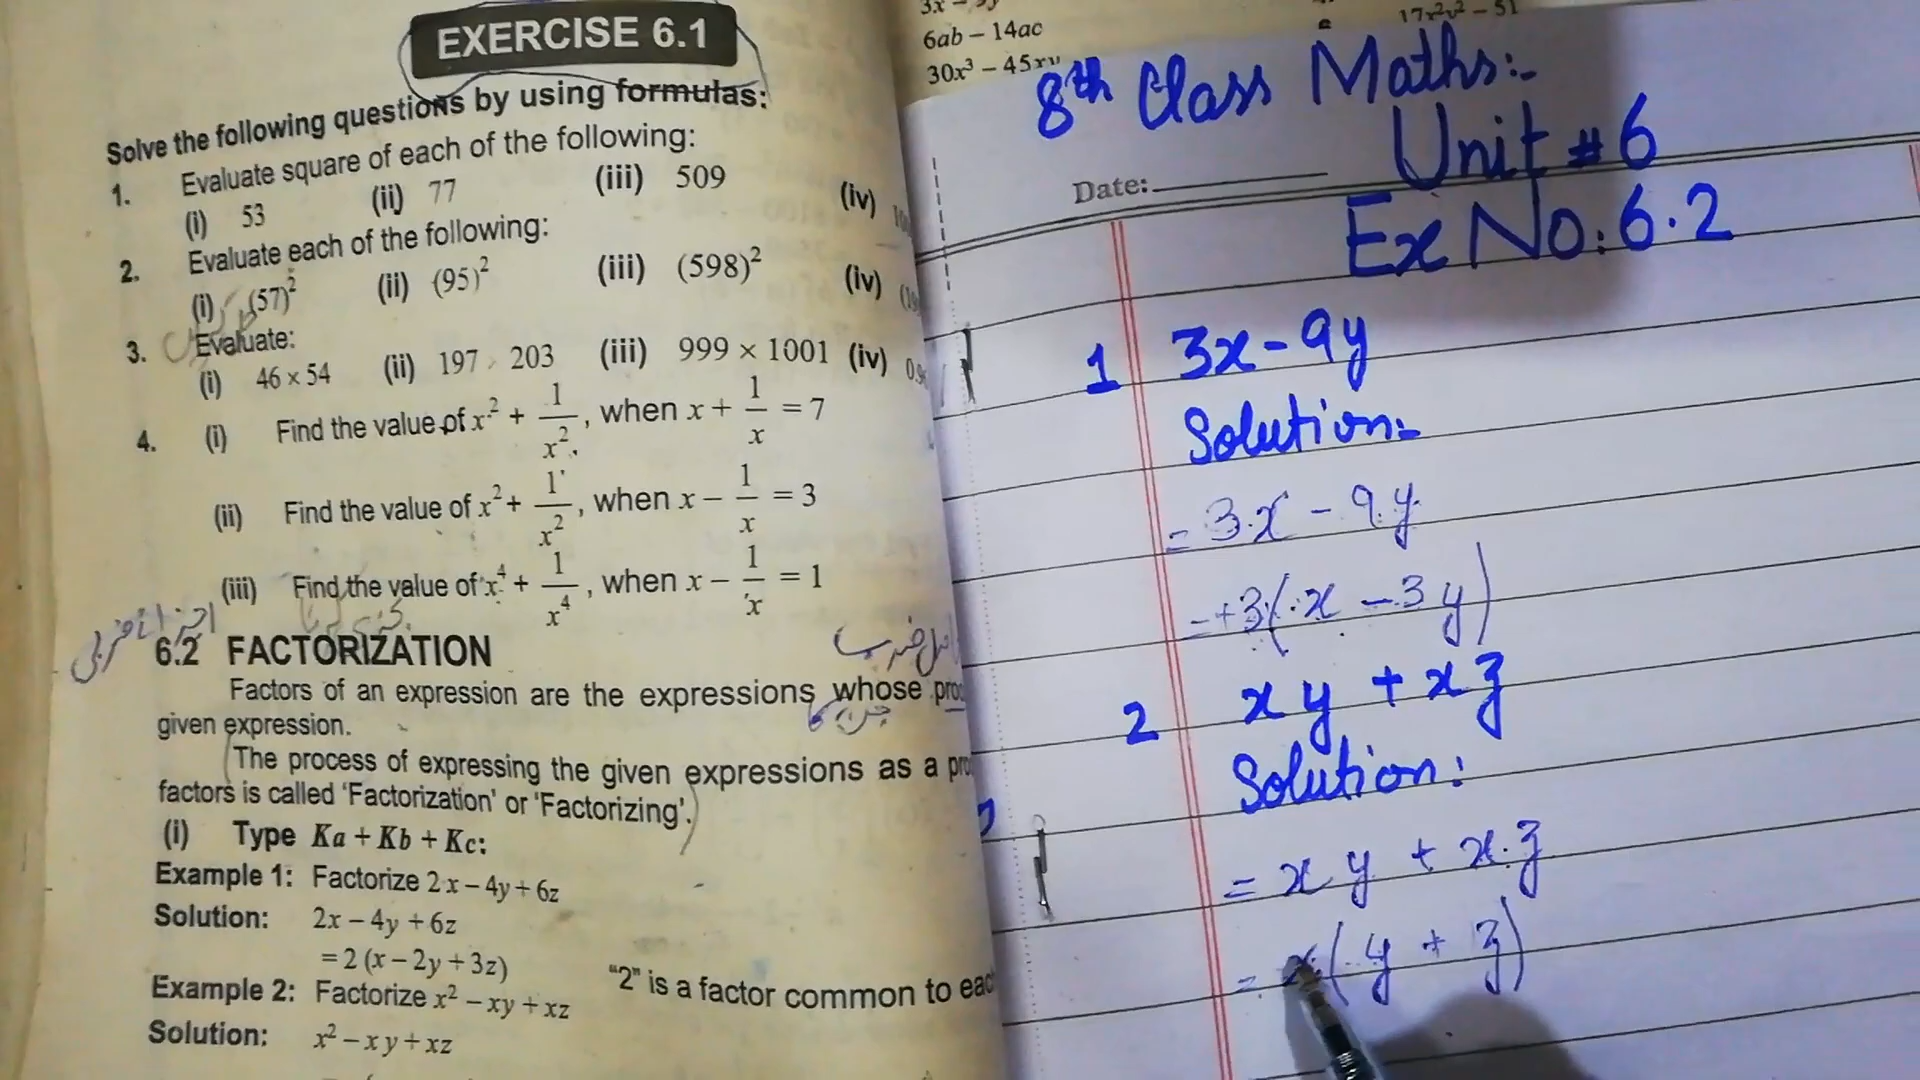 EXERCISE 6.1
Solve the following questions by using formulas:
1. Evaluate square of each of the following:
(i) 53 (ii) 77 (iii) 509 (iv)
2. Evaluate each of the following:
(i) (57)² (ii) (95)² (iii) (598)² (iv)
3. Evaluate:
(i) 46 × 54 (ii) 197 203 (iii) 999 × 1001 (iv)
4. (i) Find the value of x² + 1/x², when x + 1/x = 7
(ii) Find the value of x² + 1/x², when x − 1/x = 3
(iii) Find the value of x⁴ + 1/x⁴, when x − 1/x = 1
6.2 FACTORIZATION
Factors of an expression are the expressions whose
given expression.
The process of expressing the given expressions as a
factors is called 'Factorization' or 'Factorizing'.
(i) Type Ka + Kb + Kc:
Example 1: Factorize 2x − 4y + 6z
Solution: 2x − 4y + 6z
= 2 (x − 2y + 3z)
"2" is a factor common to
Example 2: Factorize x² − xy + xz
Solution: x² − xy + xz
6ab − 14ac
30x³ − 45xy
8th Class Maths:-
Unit # 6
Date:
Ex No: 6.2
1 3x - 9y
Solution:-
= 3.x - 9.y
= +3(x - 3y)
2 xy + xz
Solution:
= xy + x.z
= x(y + z)